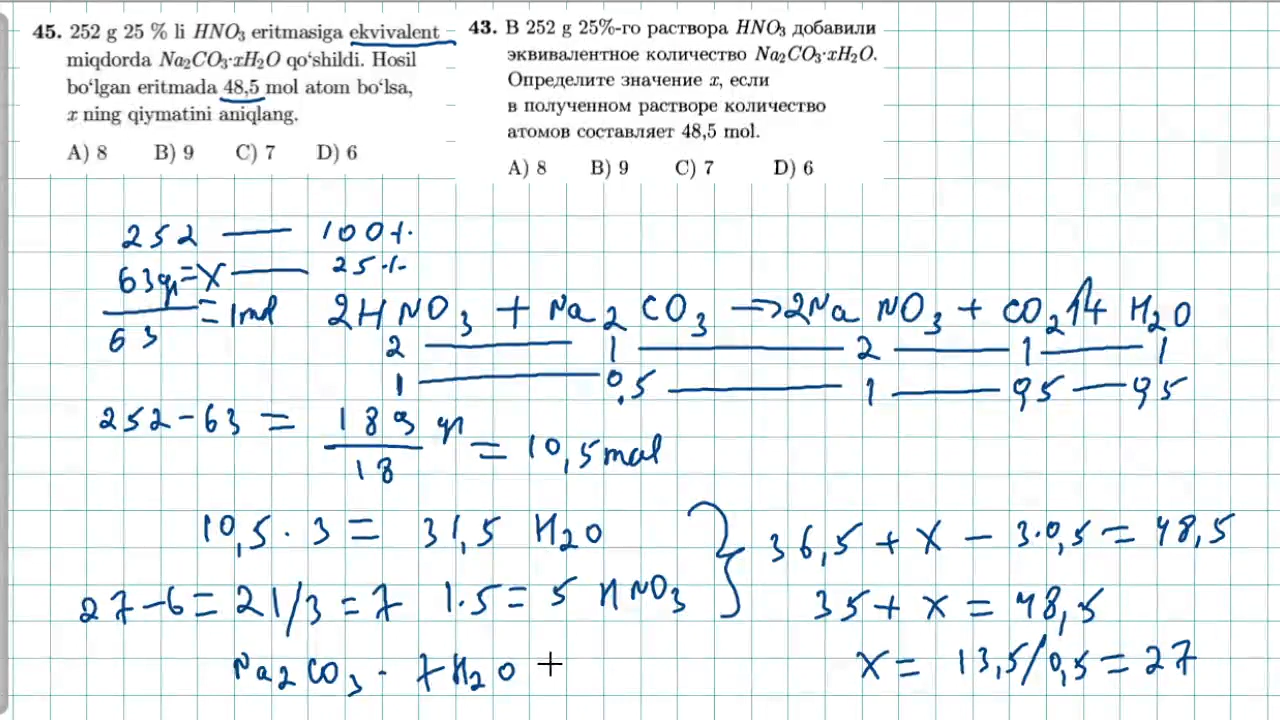 45. 252 g 25 % li HNO₃ eritmasiga ekvivalent
miqdorda Na₂CO₃·xH₂O qo‘shildi. Hosil
bo‘lgan eritmada 48,5 mol atom bo‘lsa,
x ning qiymatini aniqlang.
A) 8 B) 9 C) 7 D) 6
43. В 252 g 25%-го раствора HNO₃ добавили
эквивалентное количество Na₂CO₃·xH₂O.
Определите значение x, если
в полученном растворе количество
атомов составляет 48,5 mol.
A) 8 B) 9 C) 7 D) 6
252 — 100%
63gr=X — 25%
63 = 1mol
2HNO₃ + Na₂CO₃ → 2NaNO₃ + CO₂↑ + H₂O
2 — 1 — 2 — 1 — 1
1 — 0.5 — 1 — 0,5 — 0,5
252 - 63 = 189 gr / 18 = 10,5 mol
10,5 · 3 = 31,5 H₂O
27 - 6 = 21/3 = 7 1·5 = 5 HNO₃
Na₂CO₃ · 7H₂O +
36,5 + X - 3·0,5 = 48,5
35 + X = 48,5
X = 13,5/0,5 = 27